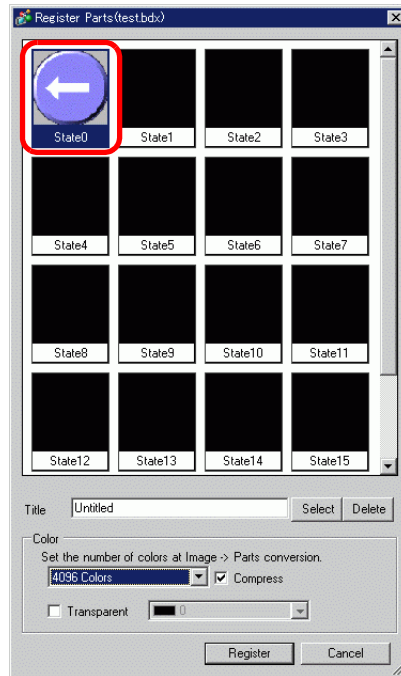 Register Parts(test.bdx)
State0 State1 State2 State3
State4 State5 State6 State7
State8 State9 State10 State11
State12 State13 State14 State15
Title Untitled Select Delete
Color
Set the number of colors at Image -> Parts conversion.
4096 Colors Compress
Transparent 0
Register Cancel